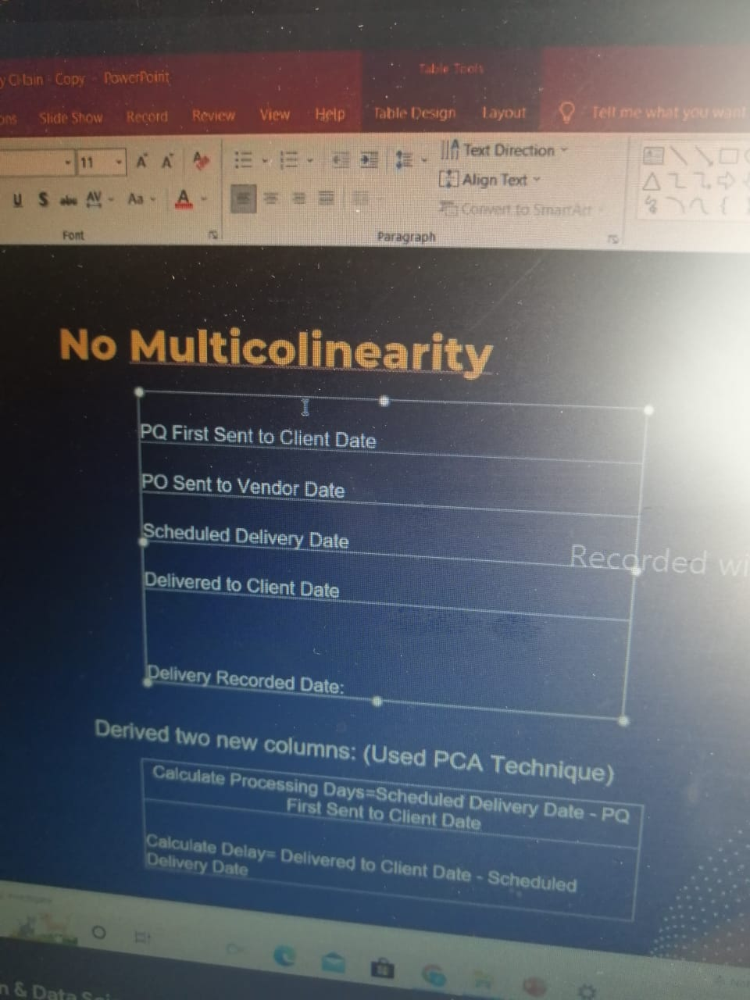 Copy - PowerPoint
Table Tools
Slide Show Record Review View Help Table Design Layout Tell me what you want
11 Aa A
U S abc AV Aa A
Text Direction
Align Text
Convert to SmartArt
Font
Paragraph
No Multicolinearity
PQ First Sent to Client Date
PO Sent to Vendor Date
Scheduled Delivery Date
Recorded wi
Delivered to Client Date
Delivery Recorded Date:
Derived two new columns: (Used PCA Technique)
Calculate Processing Days=Scheduled Delivery Date - PQ
First Sent to Client Date
Calculate Delay= Delivered to Client Date - Scheduled
Delivery Date
& Data